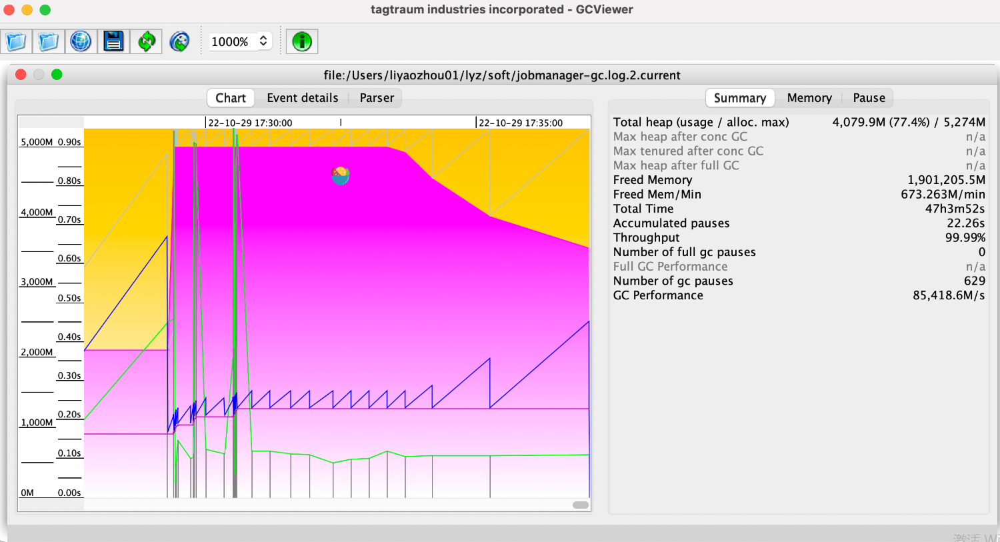 tagtraum industries incorporated - GCViewer
1000%
file:/Users/liyaozhou01/lyz/soft/jobmanager-gc.log.2.current
Chart
Event details
Parser
22-10-29 17:30:00
22-10-29 17:35:00
5,000M
4,000M
3,000M
2,000M
1,000M
0M
0.90s
0.80s
0.70s
0.60s
0.50s
0.40s
0.30s
0.20s
0.10s
0.00s
Summary
Memory
Pause
Total heap (usage / alloc. max) 4,079.9M (77.4%) / 5,274M
Max heap after conc GC n/a
Max tenured after conc GC n/a
Max heap after full GC n/a
Freed Memory 1,901,205.5M
Freed Mem/Min 673.263M/min
Total Time 47h3m52s
Accumulated pauses 22.26s
Throughput 99.99%
Number of full gc pauses 0
Full GC Performance n/a
Number of gc pauses 629
GC Performance 85,418.6M/s
激活